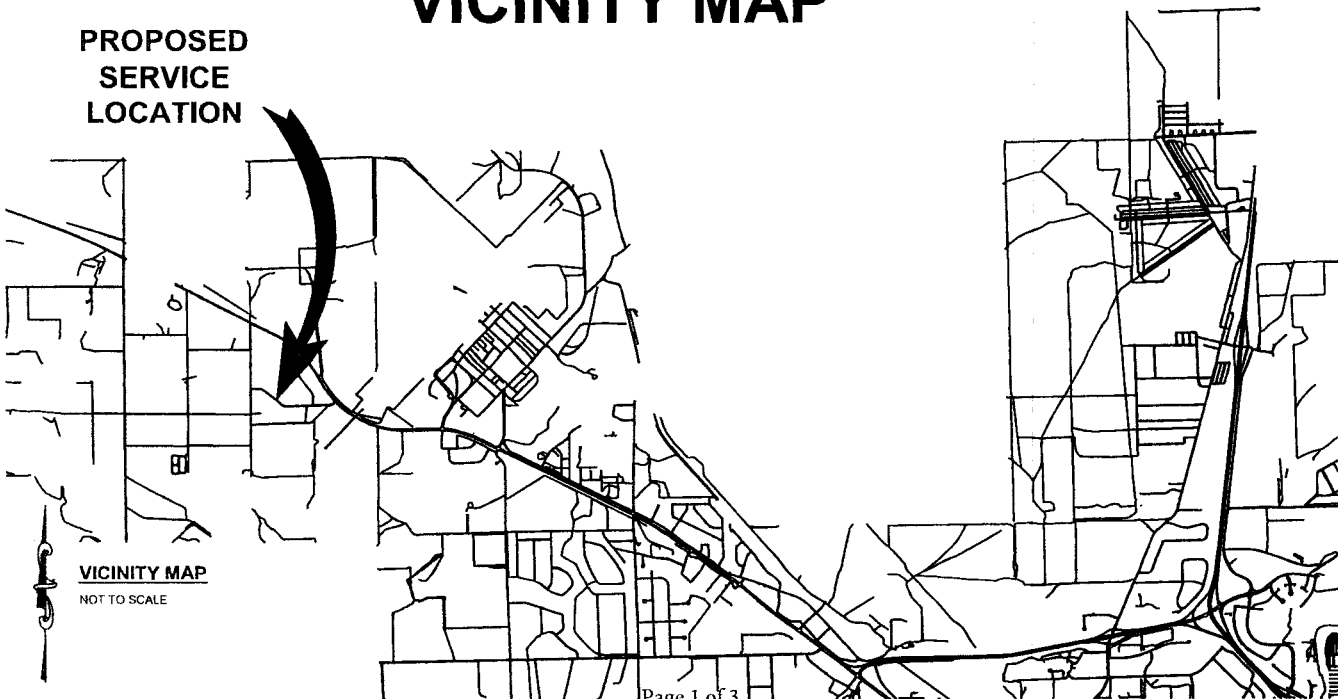 VICINITY MAP
PROPOSED
SERVICE
LOCATION
VICINITY MAP
NOT TO SCALE
Page 1 of 3